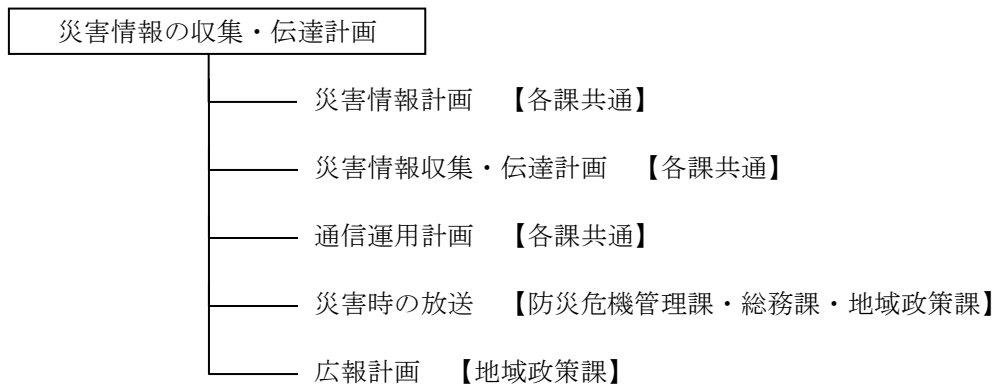 災害情報の収集・伝達計画
災害情報計画　【各課共通】
災害情報収集・伝達計画　【各課共通】
通信運用計画　【各課共通】
災害時の放送　【防災危機管理課・総務課・地域政策課】
広報計画　【地域政策課】